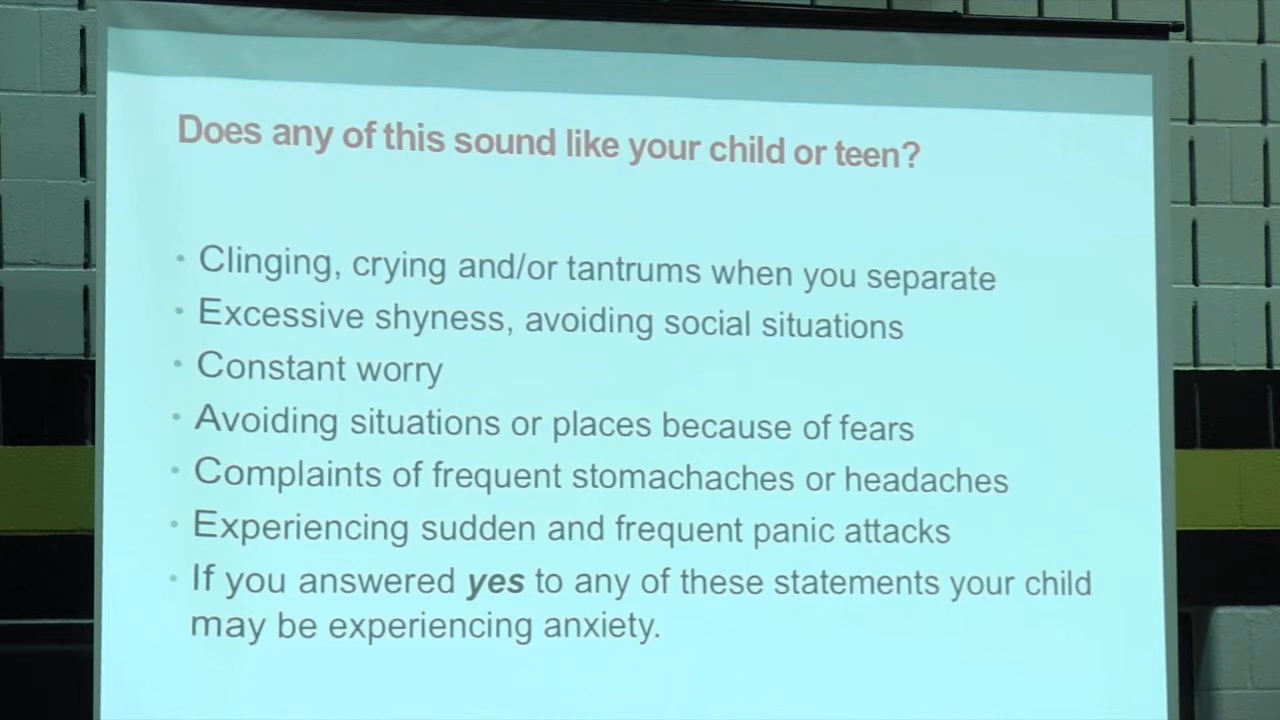 Does any of this sound like your child or teen?
• Clinging, crying and/or tantrums when you separate
• Excessive shyness, avoiding social situations
• Constant worry
• Avoiding situations or places because of fears
• Complaints of frequent stomachaches or headaches
• Experiencing sudden and frequent panic attacks
• If you answered yes to any of these statements your child
may be experiencing anxiety.